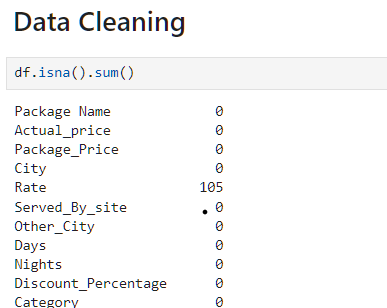 Data Cleaning
df.isna().sum()
Package Name 0
Actual_price 0
Package_Price 0
City 0
Rate 105
Served_By_site 0
Other_City 0
Days 0
Nights 0
Discount_Percentage 0
Category 0